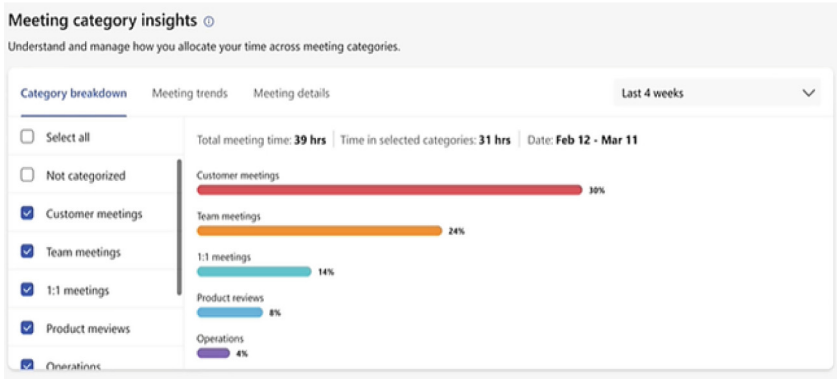 Meeting category insights
Understand and manage how you allocate your time across meeting categories.
Category breakdown Meeting trends Meeting details Last 4 weeks
Select all
Total meeting time: 39 hrs Time in selected categories: 31 hrs Date: Feb 12 - Mar 11
Not categorized
Customer meetings
30%
Customer meetings
Team meetings
24%
Team meetings
1:1 meetings
14%
1:1 meetings
Product reviews
8%
Product meviews
Operations
4%
Operations